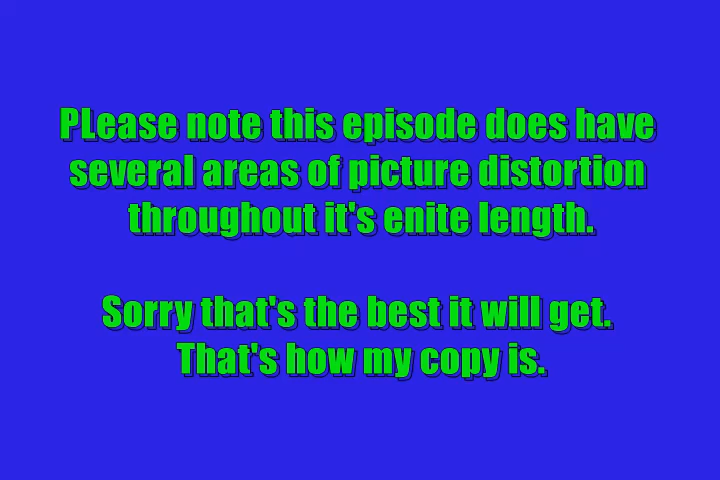 PLease note this episode does have
several areas of picture distortion
throughout it's enite length.
Sorry that's the best it will get.
That's how my copy is.